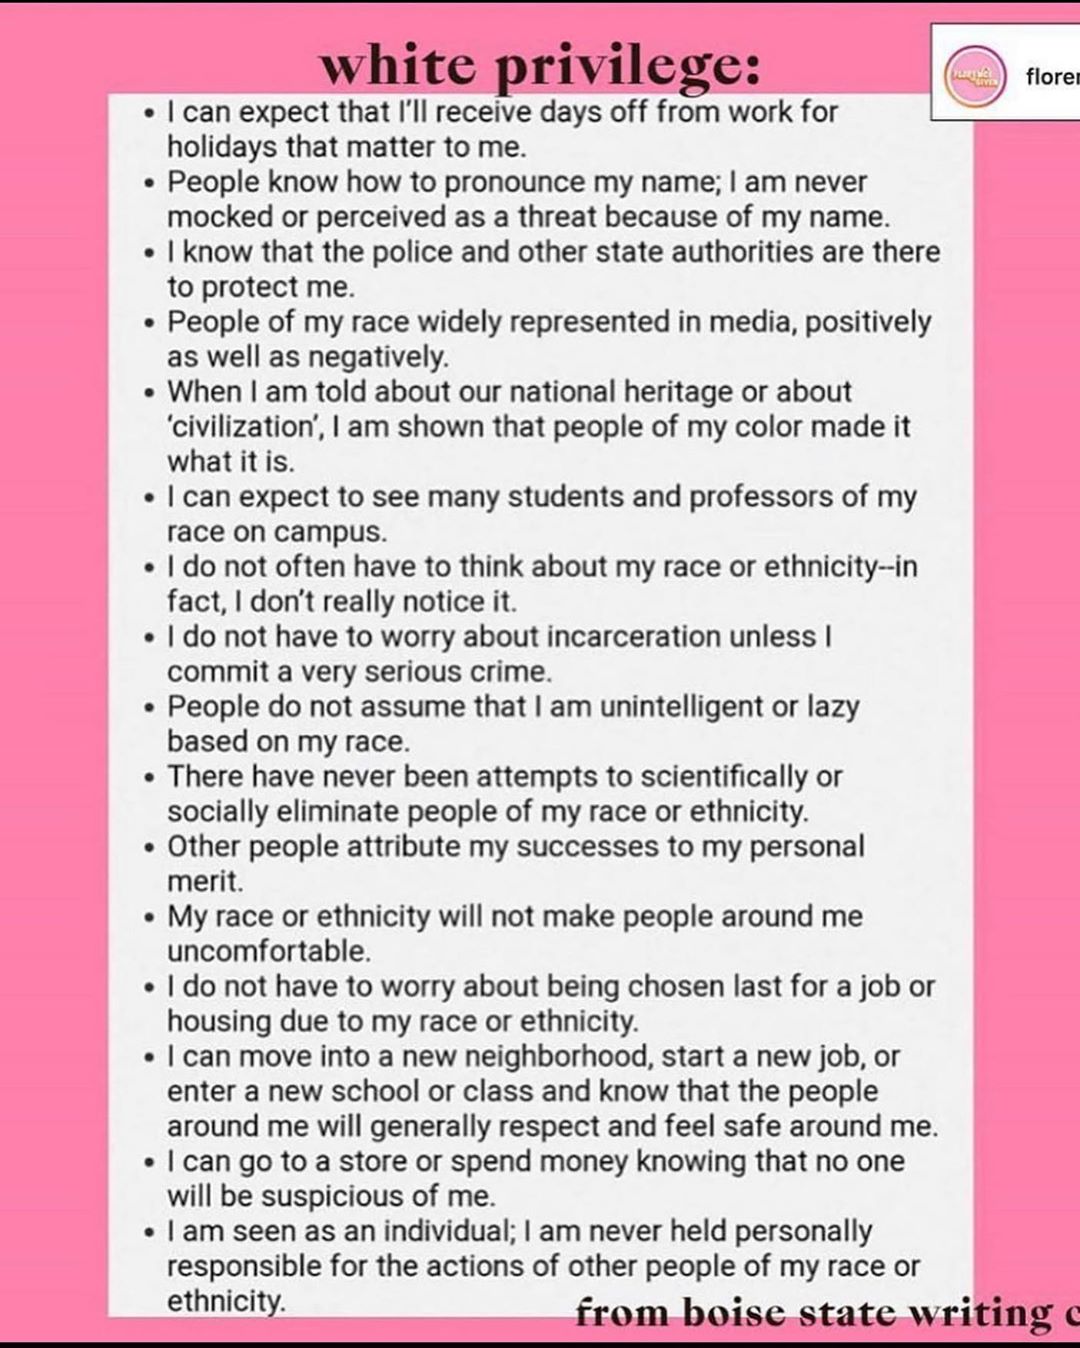 white privilege:
florer
FLORENCE
GIVEN
• I can expect that I'll receive days off from work for
holidays that matter to me.
• People know how to pronounce my name; I am never
mocked or perceived as a threat because of my name.
• I know that the police and other state authorities are there
to protect me.
• People of my race widely represented in media, positively
as well as negatively.
• When I am told about our national heritage or about
‘civilization’, I am shown that people of my color made it
what it is.
• I can expect to see many students and professors of my
race on campus.
• I do not often have to think about my race or ethnicity--in
fact, I don't really notice it.
• I do not have to worry about incarceration unless I
commit a very serious crime.
• People do not assume that I am unintelligent or lazy
based on my race.
• There have never been attempts to scientifically or
socially eliminate people of my race or ethnicity.
• Other people attribute my successes to my personal
merit.
• My race or ethnicity will not make people around me
uncomfortable.
• I do not have to worry about being chosen last for a job or
housing due to my race or ethnicity.
• I can move into a new neighborhood, start a new job, or
enter a new school or class and know that the people
around me will generally respect and feel safe around me.
• I can go to a store or spend money knowing that no one
will be suspicious of me.
• I am seen as an individual; I am never held personally
responsible for the actions of other people of my race or
ethnicity.
from boise state writing c